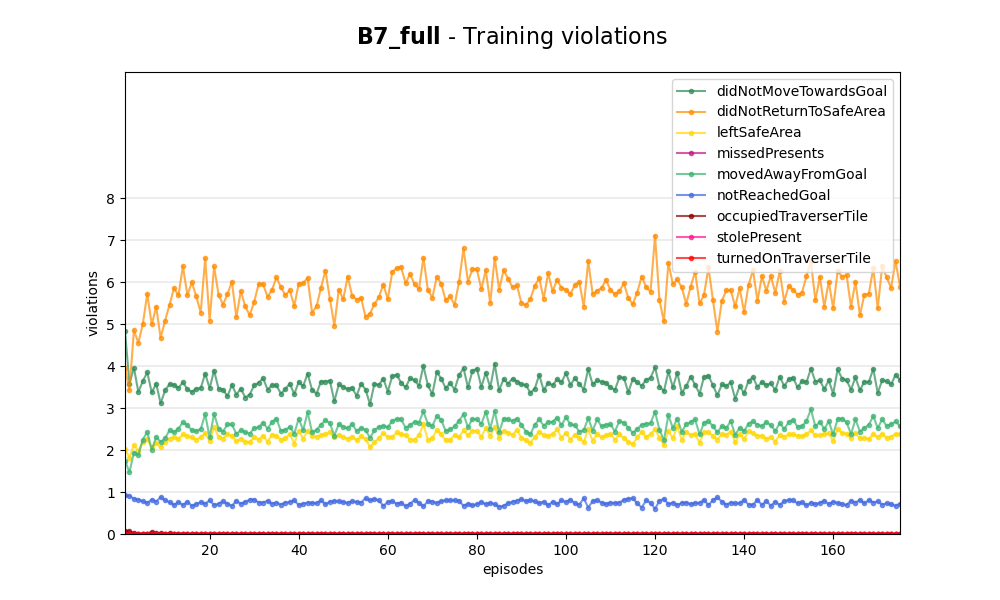 B7_full - Training violations
didNotMoveTowardsGoal
didNotReturnToSafeArea
leftSafeArea
missedPresents
movedAwayFromGoal
notReachedGoal
occupiedTraverserTile
stolePresent
turnedOnTraverserTile
violations
8
7
6
5
4
3
2
1
0
20 40 60 80 100 120 140 160
episodes